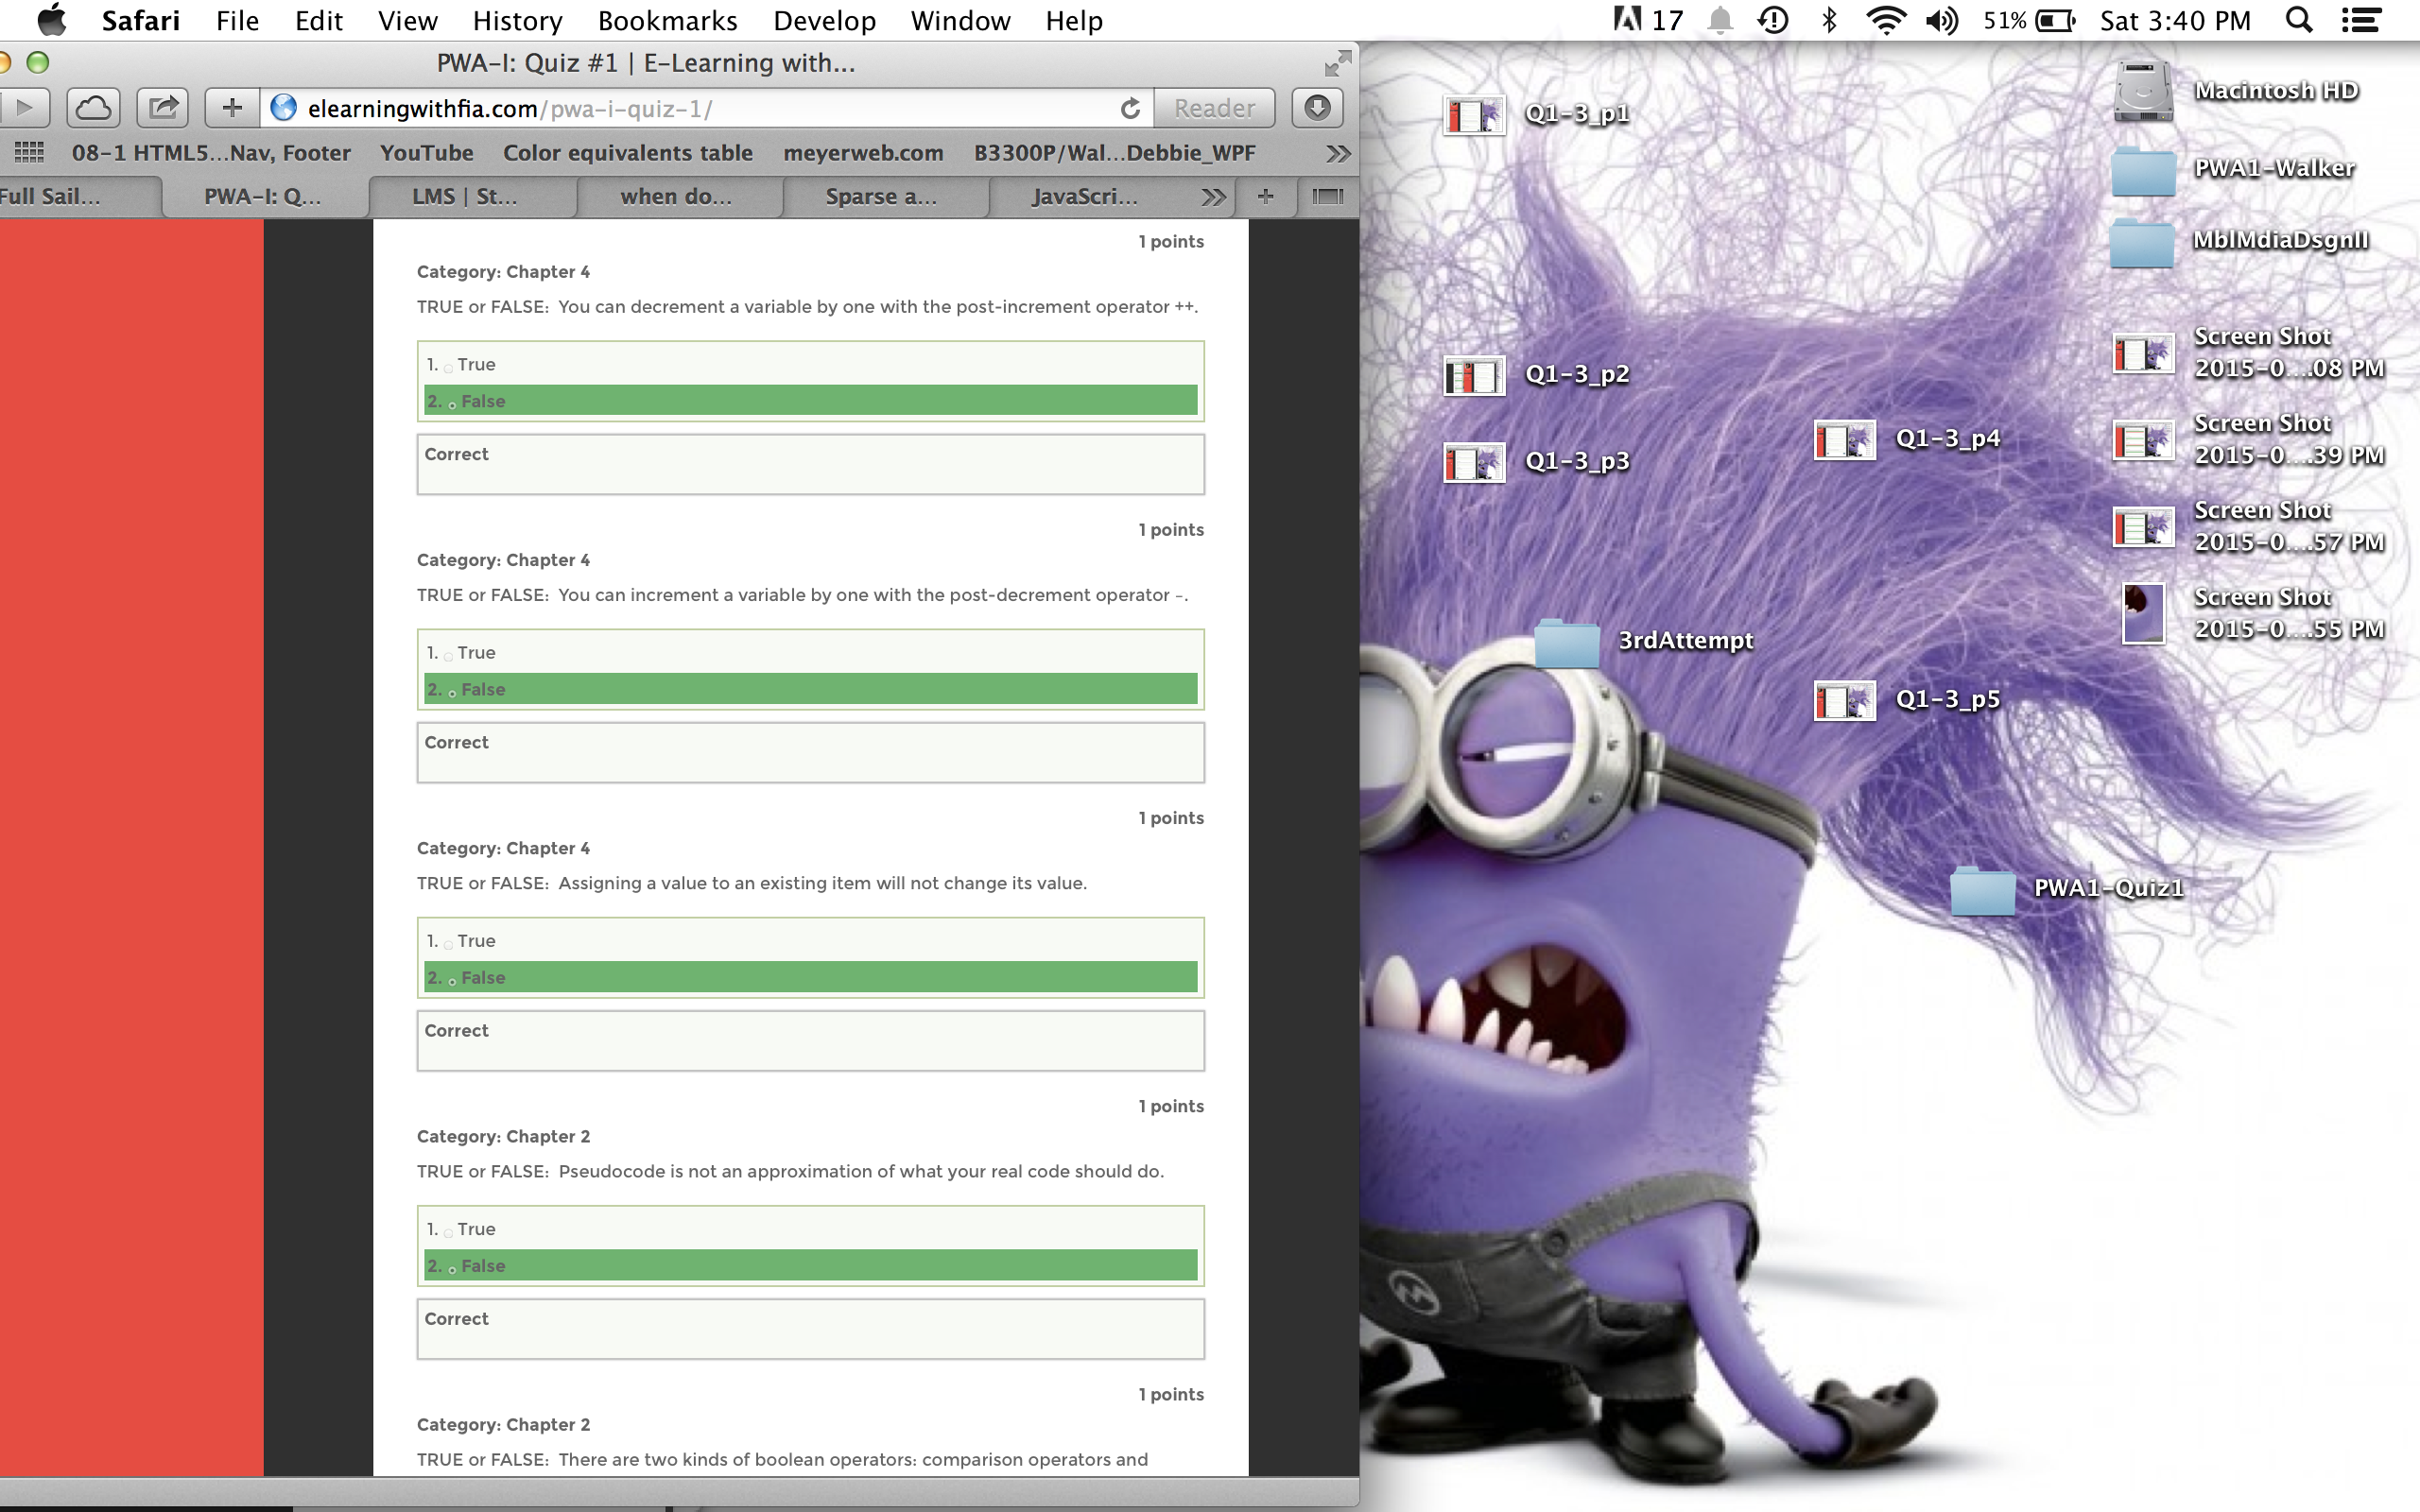 Safari File Edit View History Bookmarks Develop Window Help 17 51% Sat 3:40 PM
PWA-I: Quiz #1 | E-Learning with...
elearningwithfia.com/pwa-i-quiz-1/ Reader
08-1 HTML5...Nav, Footer YouTube Color equivalents table meyerweb.com B3300P/Wal...Debbie_WPF
Full Sail... PWA-I: Q... LMS | St... when do... Sparse a... JavaScri...
1 points
Category: Chapter 4
TRUE or FALSE: You can decrement a variable by one with the post-increment operator ++.
1. True
2. False
Correct
1 points
Category: Chapter 4
TRUE or FALSE: You can increment a variable by one with the post-decrement operator –.
1. True
2. False
Correct
1 points
Category: Chapter 4
TRUE or FALSE: Assigning a value to an existing item will not change its value.
1. True
2. False
Correct
1 points
Category: Chapter 2
TRUE or FALSE: Pseudocode is not an approximation of what your real code should do.
1. True
2. False
Correct
1 points
Category: Chapter 2
TRUE or FALSE: There are two kinds of boolean operators: comparison operators and
Q1-3_p1
Q1-3_p2
Q1-3_p3
Q1-3_p4
3rdAttempt
Q1-3_p5
PWA1-Quiz1
Macintosh HD
PWA1-Walker
MblMdiaDsgnII
Screen Shot
2015-0....08 PM
Screen Shot
2015-0....39 PM
Screen Shot
2015-0....57 PM
Screen Shot
2015-0....55 PM